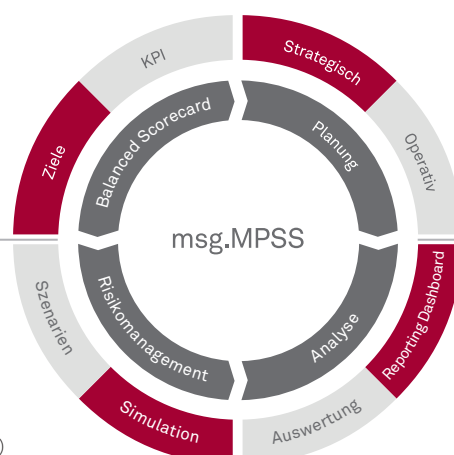 KPI
Strategisch
Ziele
Balanced Scorecard
Planung
Operativ
msg.MPSS
Szenarien
Risikomanagement
Analyse
Reporting Dashboard
Simulation
Auswertung
)